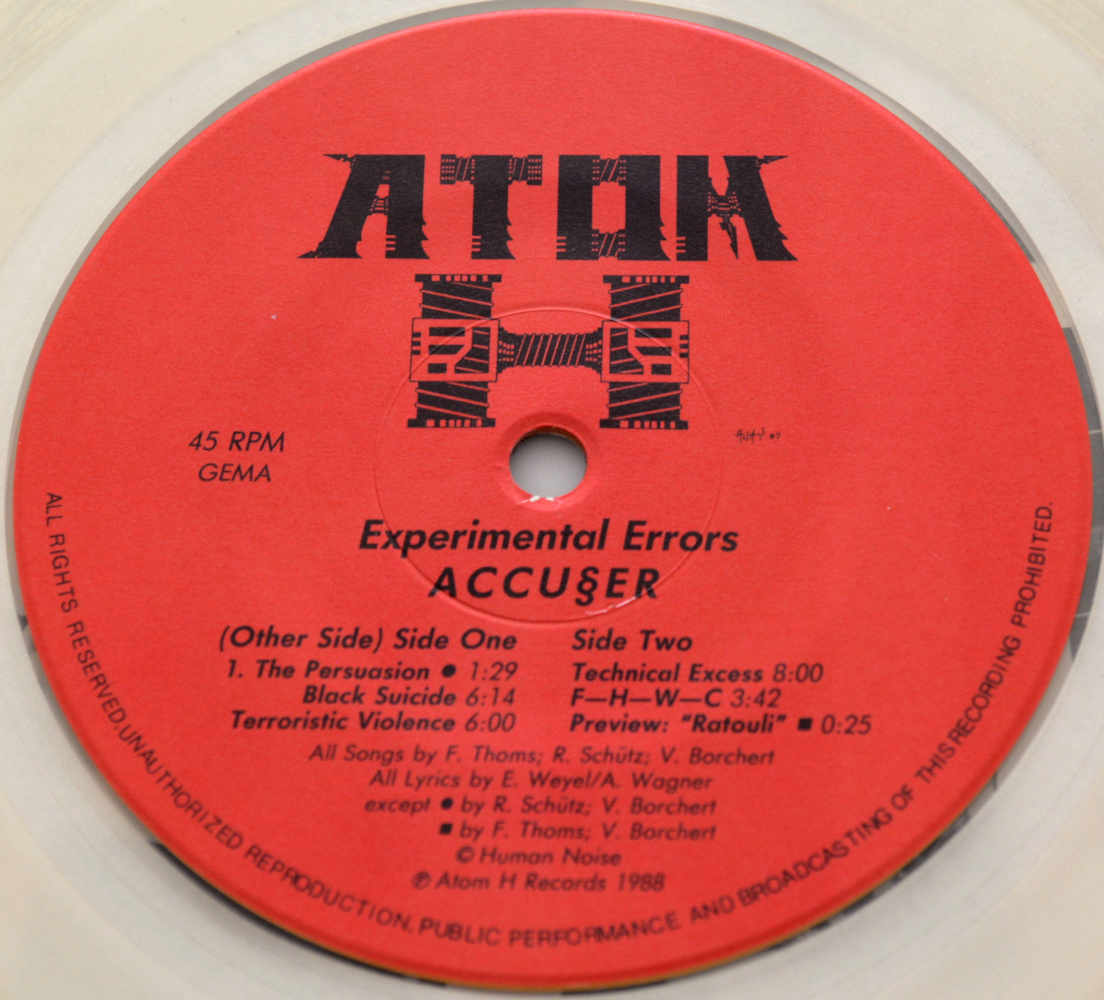 ATOM
H
45 RPM
GEMA
Experimental Errors
ACCU§ER
(Other Side) Side One
1. The Persuasion ● 1:29
Black Suicide 6:14
Terroristic Violence 6:00
Side Two
Technical Excess 8:00
F—H—W—C 3:42
Preview: "Ratouli" ■ 0:25
All Songs by F. Thoms; R. Schütz; V. Borchert
All Lyrics by E. Weyel/A. Wagner
except ● by R. Schütz; V. Borchert
■ by F. Thoms; V. Borchert
© Human Noise
℗ Atom H Records 1988
ALL RIGHTS RESERVED.UNAUTHORIZED REPRODUCTION, PUBLIC PERFORMANCE AND BROADCASTING OF THIS RECORDING PROHIBITED.